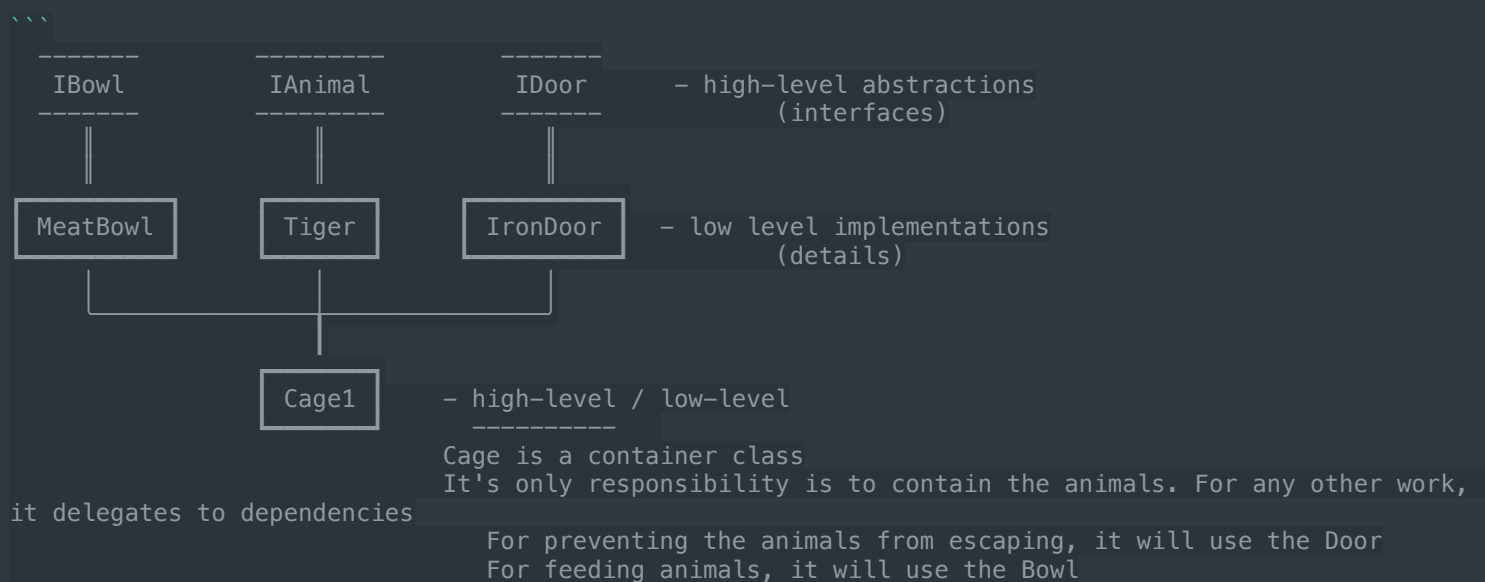 ```
IBowl IAnimal IDoor - high-level abstractions
(interfaces)
MeatBowl Tiger IronDoor - low level implementations
(details)
Cage1 - high-level / low-level
Cage is a container class
It's only responsibility is to contain the animals. For any other work,
it delegates to dependencies
For preventing the animals from escaping, it will use the Door
For feeding animals, it will use the Bowl